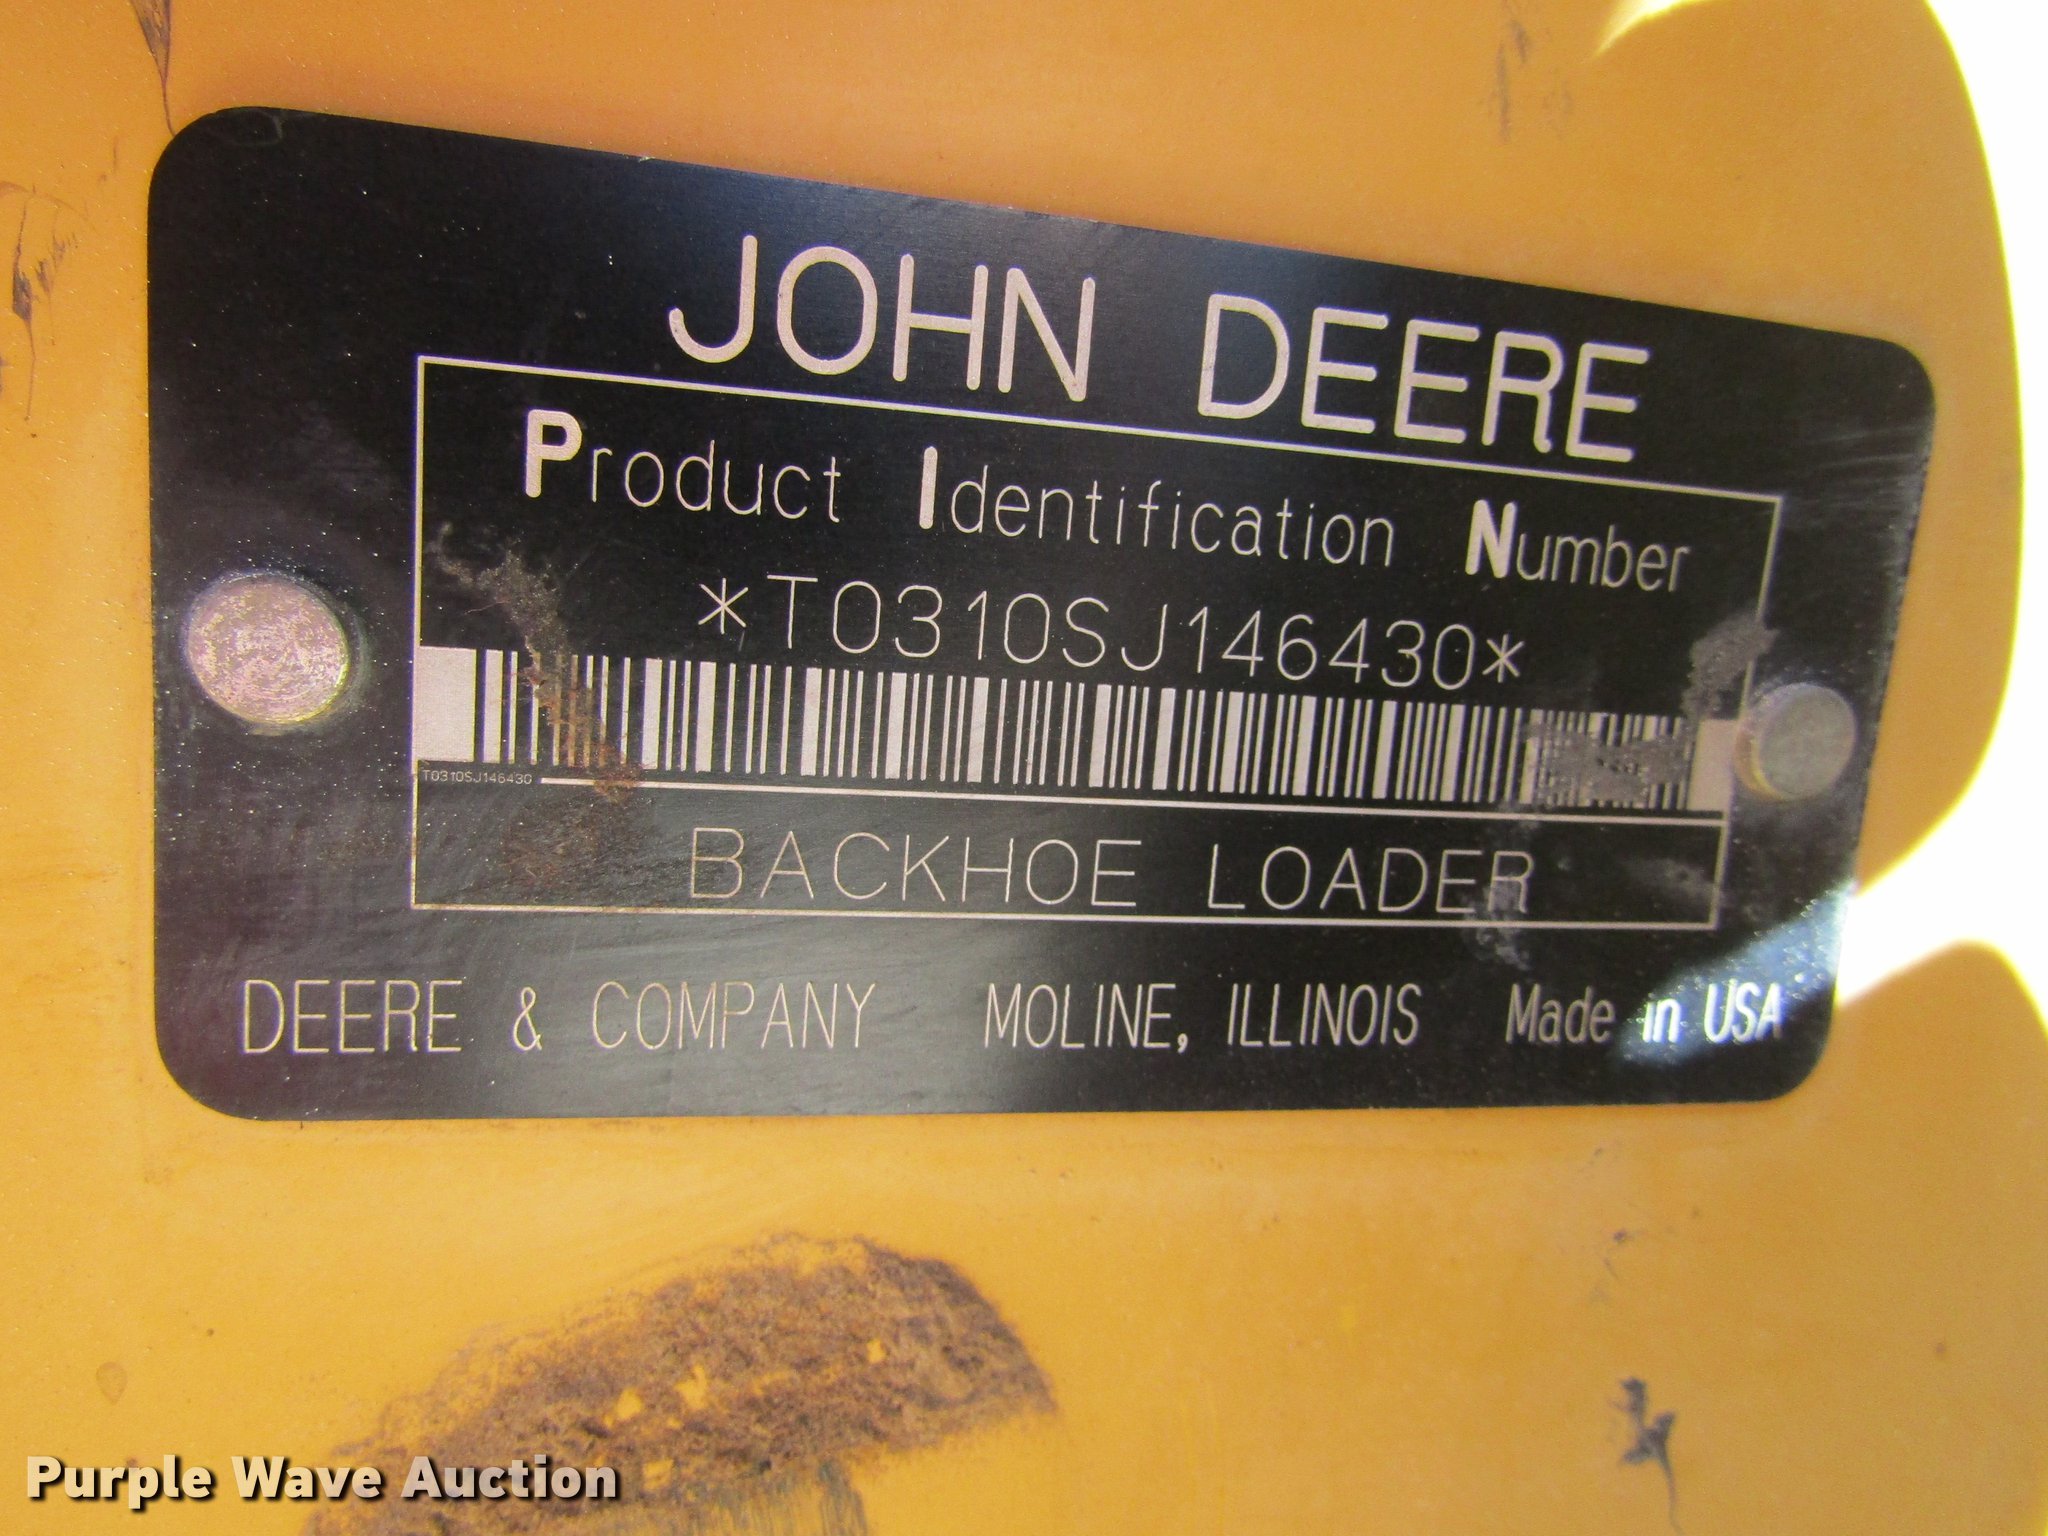 JOHN DEERE
Product Identification Number
*T0310SJ146430*
T0310SJ146430
BACKHOE LOADER
DEERE & COMPANY MOLINE, ILLINOIS Made in USA
Purple Wave Auction